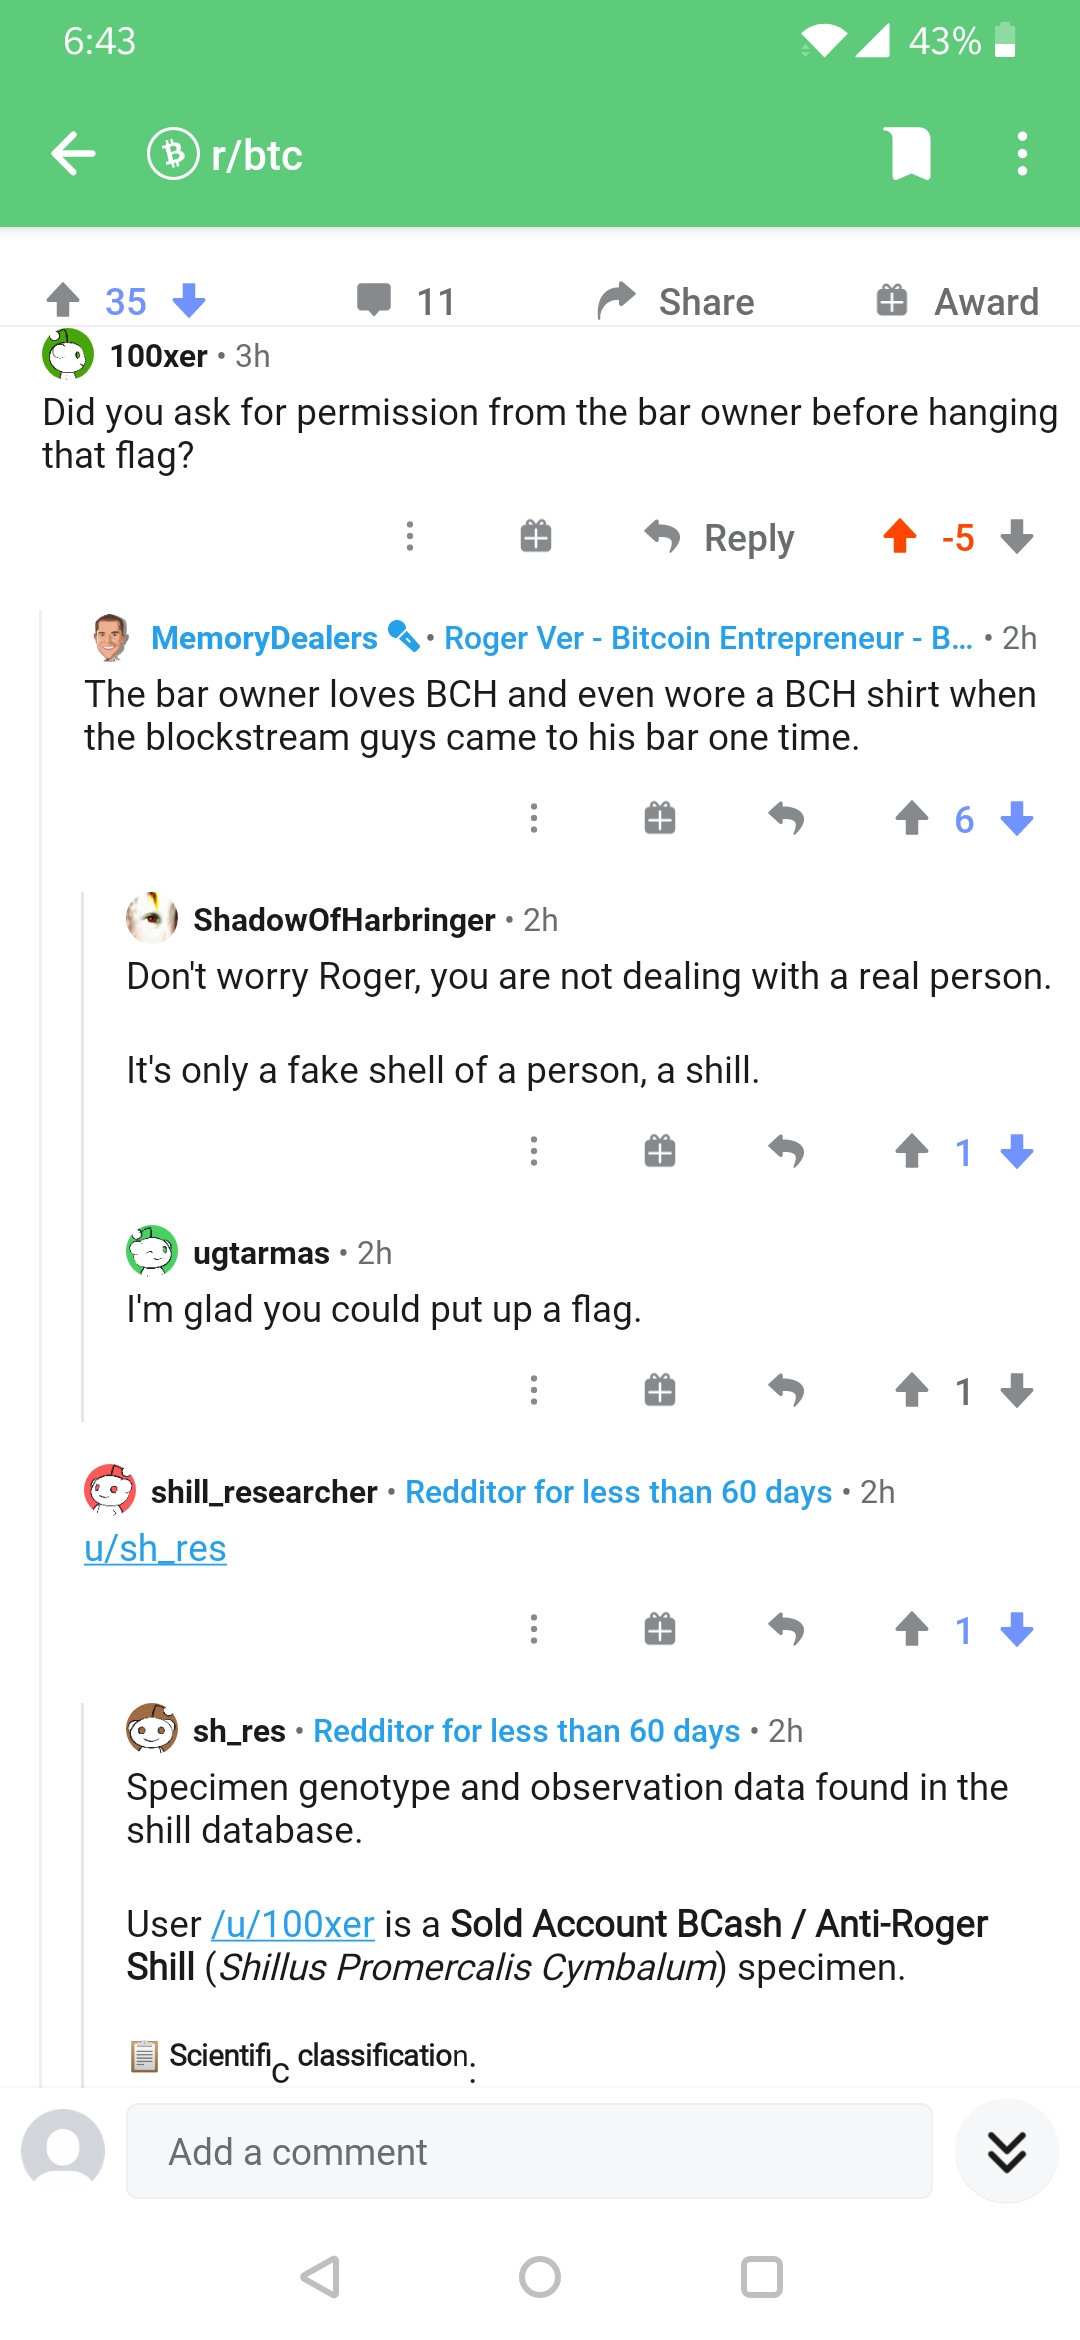 6:43
43%
r/btc
35
11
Share
Award
100xer • 3h
Did you ask for permission from the bar owner before hanging
that flag?
Reply
-5
MemoryDealers • Roger Ver - Bitcoin Entrepreneur - B... • 2h
The bar owner loves BCH and even wore a BCH shirt when
the blockstream guys came to his bar one time.
6
ShadowOfHarbringer • 2h
Don't worry Roger, you are not dealing with a real person.
It's only a fake shell of a person, a shill.
1
ugtarmas • 2h
I'm glad you could put up a flag.
1
shill_researcher • Redditor for less than 60 days • 2h
u/sh_res
1
sh_res • Redditor for less than 60 days • 2h
Specimen genotype and observation data found in the
shill database.
User /u/100xer is a Sold Account BCash / Anti-Roger
Shill (Shillus Promercalis Cymbalum) specimen.
📋 Scientific classification:
Add a comment